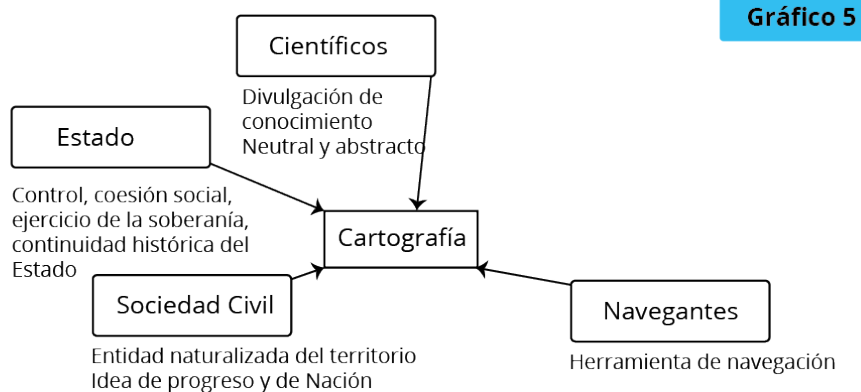 Gráfico 5
Científicos
Divulgación de
conocimiento
Neutral y abstracto
Estado
Control, coesión social,
ejercicio de la soberanía,
continuidad histórica del
Estado
Cartografía
Sociedad Civil
Entidad naturalizada del territorio
Idea de progreso y de Nación
Navegantes
Herramienta de navegación